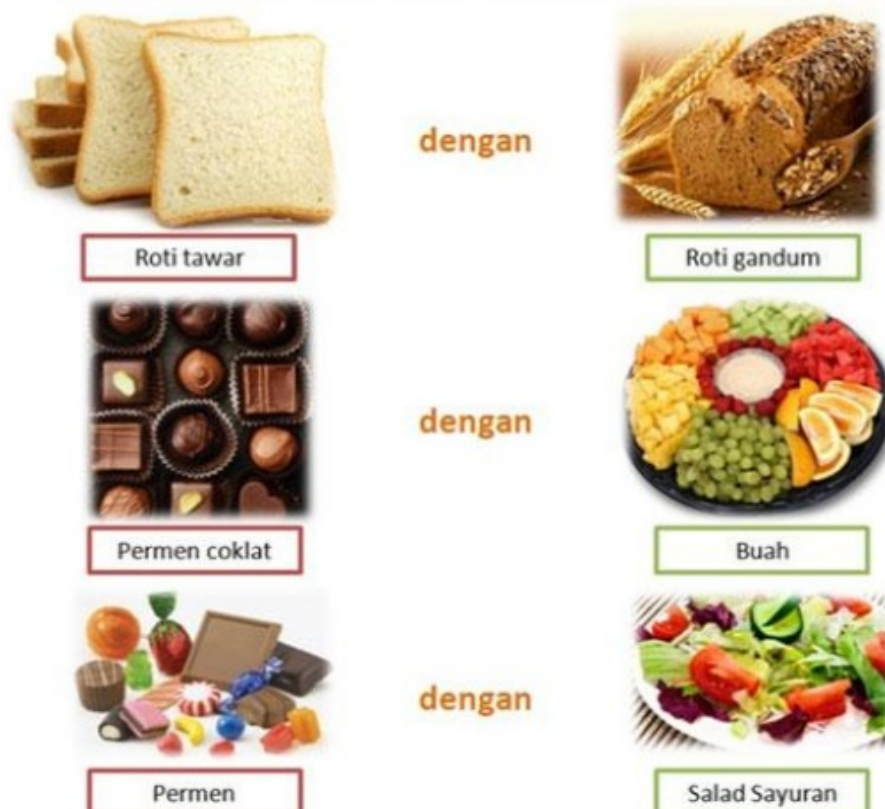 dengan
Roti tawar
Roti gandum
dengan
Permen coklat
Buah
dengan
Permen
Salad Sayuran